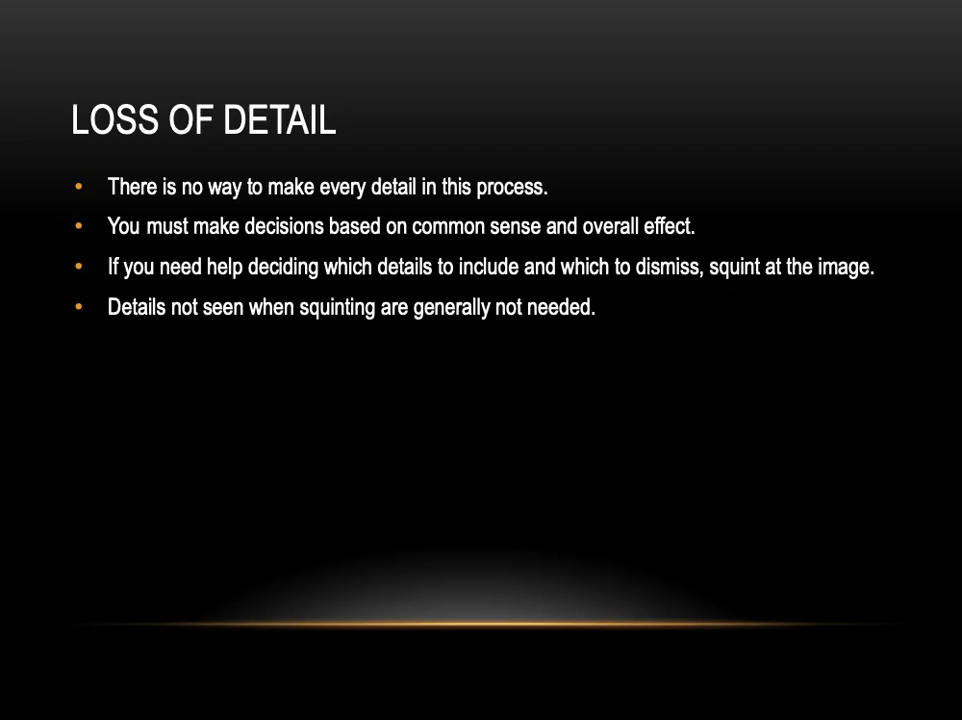 LOSS OF DETAIL
• There is no way to make every detail in this process.
• You must make decisions based on common sense and overall effect.
• If you need help deciding which details to include and which to dismiss, squint at the image.
• Details not seen when squinting are generally not needed.